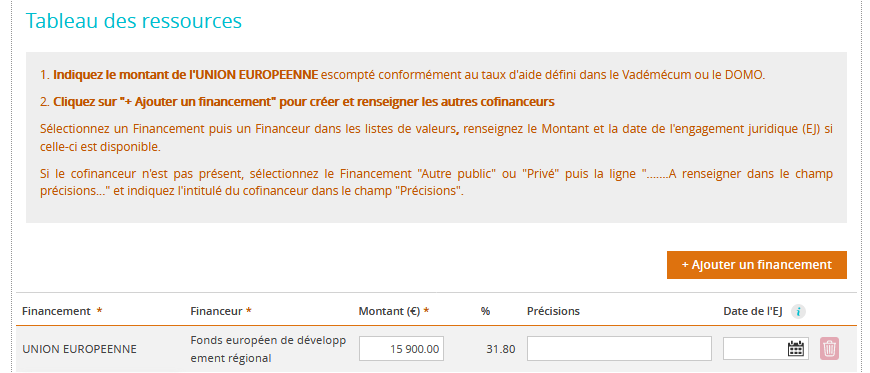 Tableau des ressources
1. Indiquez le montant de l'UNION EUROPEENNE escompté conformément au taux d'aide défini dans le Vadémécum ou le DOMO.
2. Cliquez sur "+ Ajouter un financement" pour créer et renseigner les autres cofinanceurs
Sélectionnez un Financement puis un Financeur dans les listes de valeurs, renseignez le Montant et la date de l'engagement juridique (EJ) si
celle-ci est disponible.
Si le cofinanceur n'est pas présent, sélectionnez le Financement "Autre public" ou "Privé" puis la ligne ".......A renseigner dans le champ
précisions..." et indiquez l'intitulé du cofinanceur dans le champ "Précisions".
+ Ajouter un financement
Financement * Financeur * Montant (€) * % Précisions Date de l'EJ i
UNION EUROPEENNE Fonds européen de développ 15 900.00 31.80
ement régional